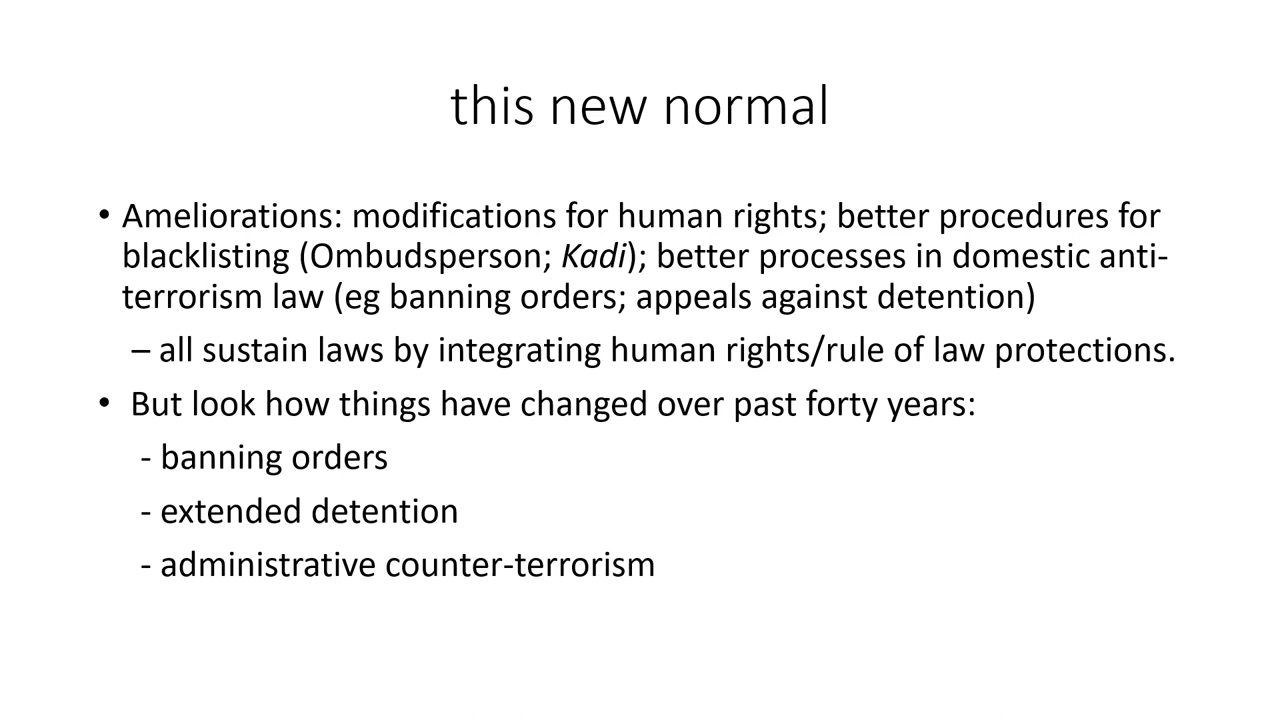 this new normal
• Ameliorations: modifications for human rights; better procedures for
blacklisting (Ombudsperson; Kadi); better processes in domestic anti-
terrorism law (eg banning orders; appeals against detention)
– all sustain laws by integrating human rights/rule of law protections.
• But look how things have changed over past forty years:
- banning orders
- extended detention
- administrative counter-terrorism